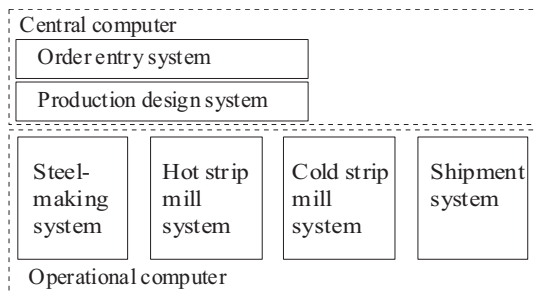 Central computer
Order entry system
Production design system
Steel-
making
system
Hot strip
mill
system
Cold strip
mill
system
Shipment
system
Operational computer